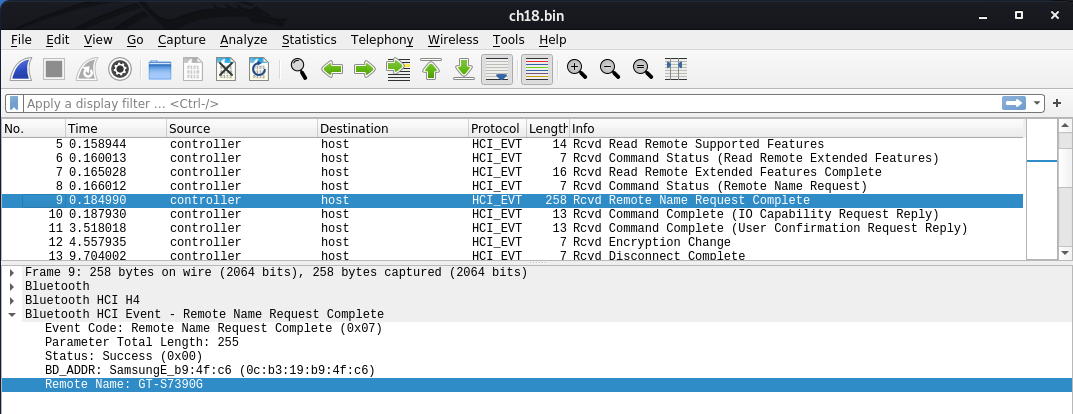 ch18.bin
File Edit View Go Capture Analyze Statistics Telephony Wireless Tools Help
Apply a display filter … <Ctrl-/>
No. Time Source Destination Protocol Length Info
5 0.158944 controller host HCI_EVT 14 Rcvd Read Remote Supported Features
6 0.160013 controller host HCI_EVT 7 Rcvd Command Status (Read Remote Extended Features)
7 0.165028 controller host HCI_EVT 16 Rcvd Read Remote Extended Features Complete
8 0.166012 controller host HCI_EVT 7 Rcvd Command Status (Remote Name Request)
9 0.184990 controller host HCI_EVT 258 Rcvd Remote Name Request Complete
10 0.187930 controller host HCI_EVT 13 Rcvd Command Complete (IO Capability Request Reply)
11 3.518018 controller host HCI_EVT 13 Rcvd Command Complete (User Confirmation Request Reply)
12 4.557935 controller host HCI_EVT 7 Rcvd Encryption Change
13 9.704002 controller host HCI_EVT 7 Rcvd Disconnect Complete
Frame 9: 258 bytes on wire (2064 bits), 258 bytes captured (2064 bits)
Bluetooth
Bluetooth HCI H4
Bluetooth HCI Event - Remote Name Request Complete
Event Code: Remote Name Request Complete (0x07)
Parameter Total Length: 255
Status: Success (0x00)
BD_ADDR: SamsungE_b9:4f:c6 (0c:b3:19:b9:4f:c6)
Remote Name: GT-S7390G